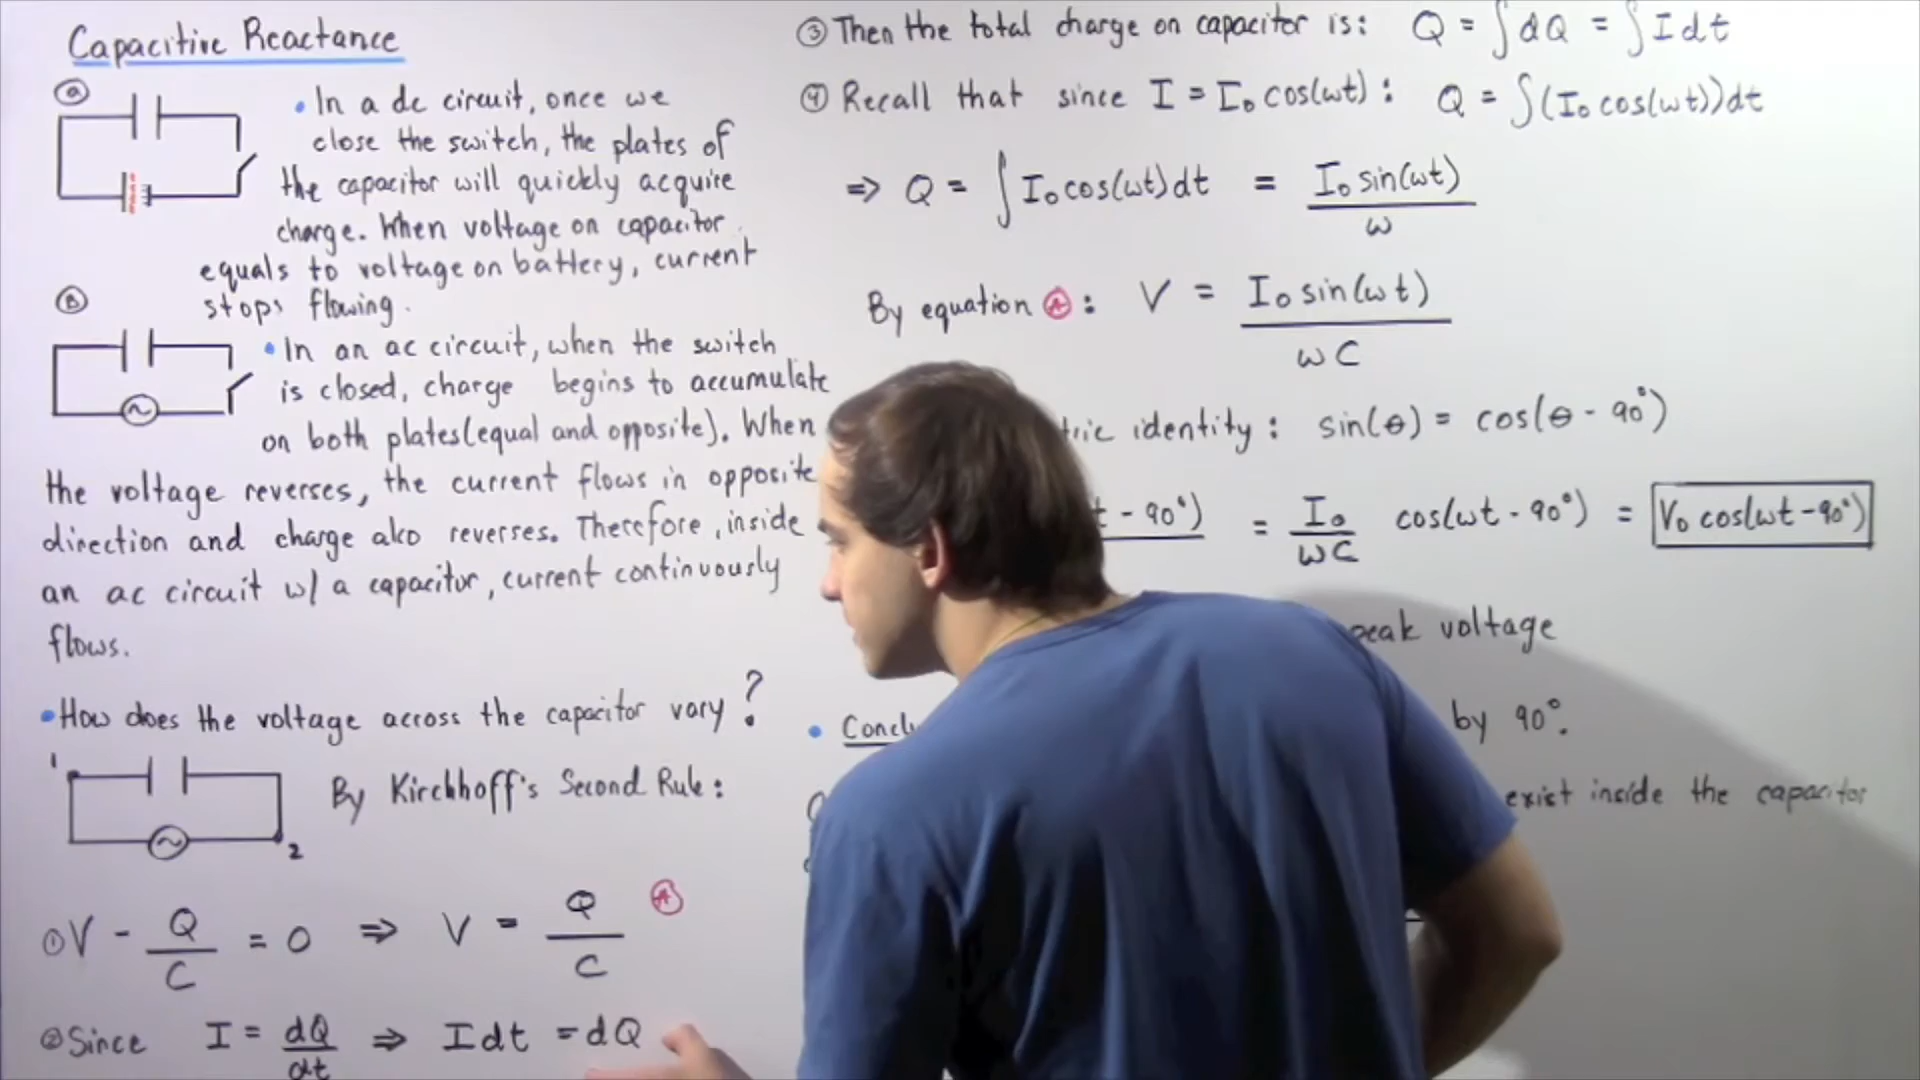 Capacitive Reactance
A
• In a dc circuit, once we
close the switch, the plates of
the capacitor will quickly acquire
charge. When voltage on capacitor
equals to voltage on battery, current
stops flowing.
B
• In an ac circuit, when the switch
is closed, charge begins to accumulate
on both plates(equal and opposite). When
the voltage reverses, the current flows in opposite
direction and charge also reverses. Therefore, inside
an ac circuit w/ a capacitor, current continuously
flows.
• How does the voltage across the capacitor vary?
1
By Kirchhoff's Second Rule:
2
① V - Q/C = 0 ⇒ V = Q/C Ⓐ
② Since I = dQ/dt ⇒ Idt = dQ
③ Then the total charge on capacitor is: Q = ∫dQ = ∫Idt
④ Recall that since I = I₀ cos(ωt): Q = ∫(I₀ cos(ωt))dt
⇒ Q = ∫I₀cos(ωt)dt = I₀ sin(ωt)/ω
By equation Ⓐ: V = I₀ sin(ωt)/ωC
identity: sin(θ) = cos(θ - 90°)
t - 90°) = I₀/ωC cos(ωt - 90°) = V₀ cos(ωt - 90°)
peak voltage
• by 90°.
exist inside the capacitor